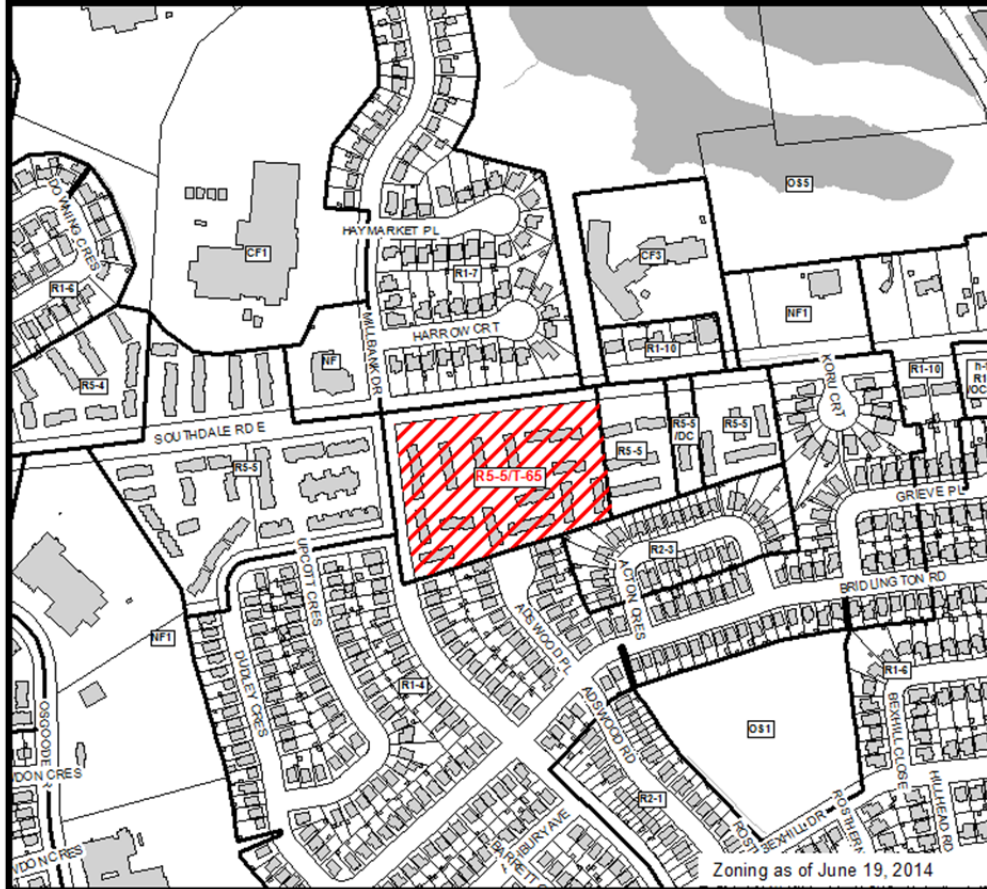 OS5
DOWNING CRES
HAYMARKET PL
CF1
CF3
R1-7
R1-6
MILLBANK DR
HARROW CRT
NF1
NF
R1-10
KORU CRT
R1-10
R5-4
SOUTHDALE RD E
R5-5
/DC
R5-5
R5-5
R5-5
R5-5/T-65
GRIEVE PL
UPCOTT CRES
R2-3
ACTON CRES
BRIDLINGTON RD
ADSWOOD PL
NF1
DUDLEY CRES
R1-4
R1-6
ADSWOOD RD
OS1
BEXHILL CLOSE
HILLHEAD RD
R2-1
BEXHILL DR
Zoning as of June 19, 2014